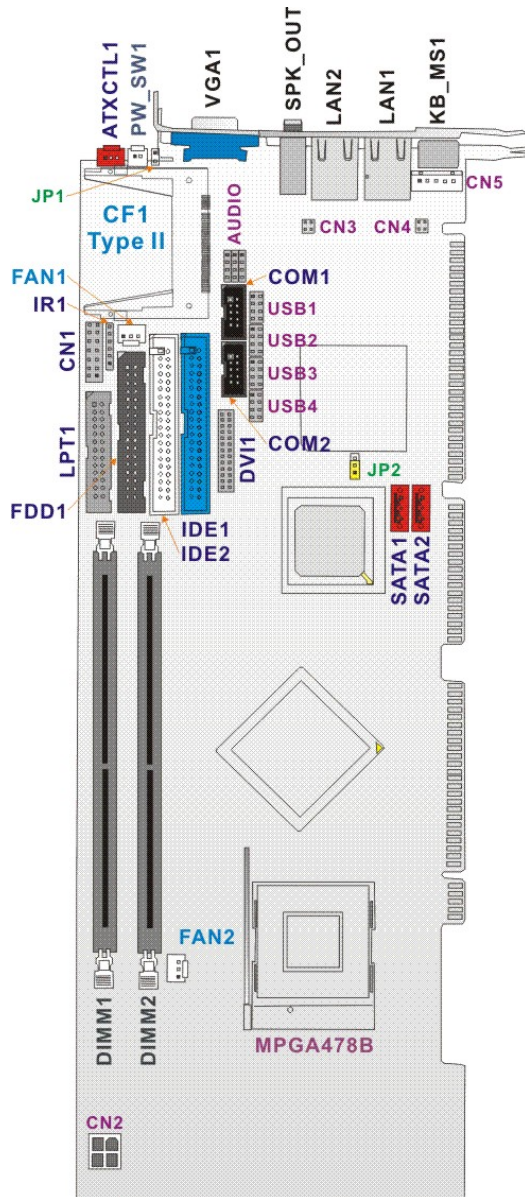 ATXCTL1
PW_SW1
VGA1
SPK_OUT
LAN2
LAN1
KB_MS1
JP1
CF1
Type II
AUDIO
CN3
CN4
CN5
FAN1
IR1
CN1
COM1
USB1
USB2
USB3
USB4
COM2
LPT1
FDD1
IDE1
IDE2
DVI1
JP2
SATA1
SATA2
DIMM1
DIMM2
FAN2
MPGA478B
CN2